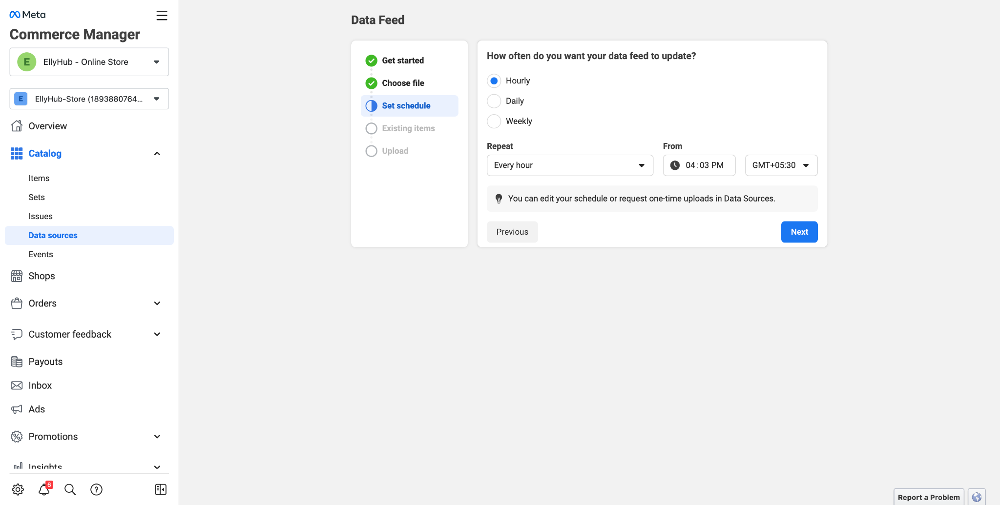 Meta
Commerce Manager
E EllyHub - Online Store
E EllyHub-Store (1893880764...
Overview
Catalog
Items
Sets
Issues
Data sources
Events
Shops
Orders
Customer feedback
Payouts
Inbox
Ads
Promotions
Insights
6
?
Data Feed
Get started
Choose file
Set schedule
Existing items
Upload
How often do you want your data feed to update?
Hourly
Daily
Weekly
Repeat From
Every hour 04:03 PM GMT+05:30
You can edit your schedule or request one-time uploads in Data Sources.
Previous Next
Report a Problem